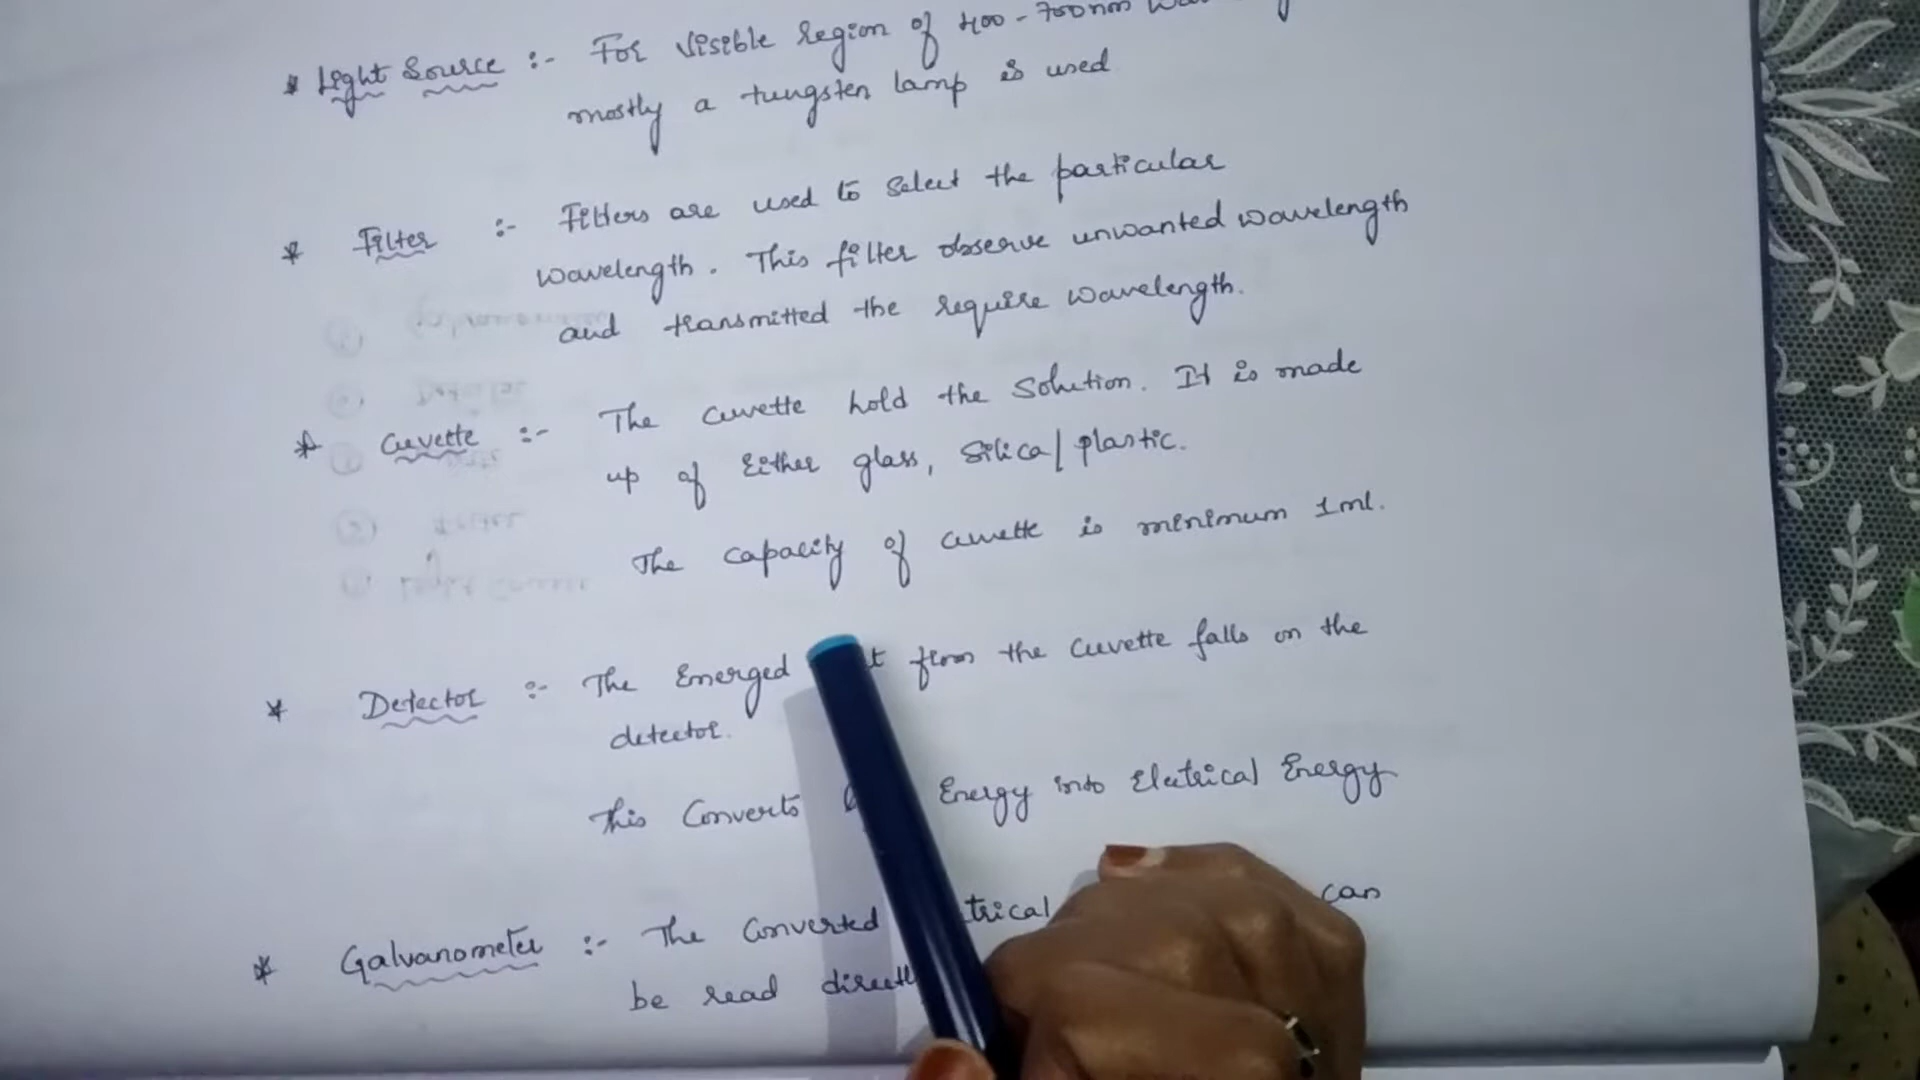 * Light Source :- For Visible region of 400-700nm
mostly a tungsten lamp is used
* Filter :- Filters are used to Select the particular
wavelength. This filter observe unwanted wavelength
and transmitted the require wavelength.
* Cuvette :- The cuvette hold the Solution. It is made
up of Either glass, Silica/plastic.
The capacity of cuvette is minimum 1ml.
* Detector :- The Emerged from the cuvette falls on the
detector.
This Converts Energy into Electrical Energy
* Galvanometer :- The Converted can
be read